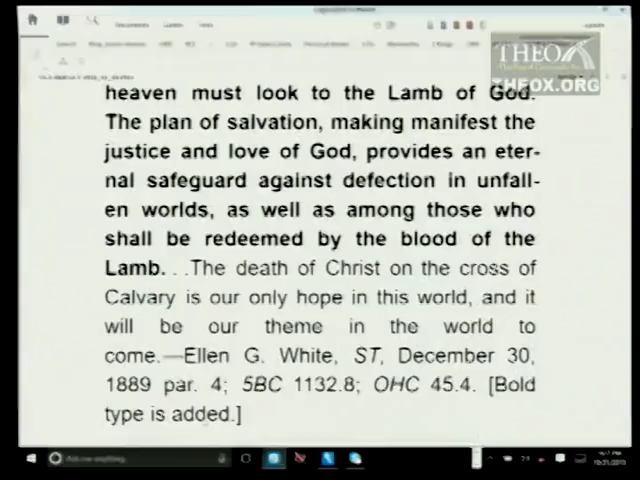 THEOX
THEOX.ORG
heaven must look to the Lamb of God.
The plan of salvation, making manifest the
justice and love of God, provides an eter-
nal safeguard against defection in unfall-
en worlds, as well as among those who
shall be redeemed by the blood of the
Lamb. . .The death of Christ on the cross of
Calvary is our only hope in this world, and it
will be our theme in the world to
come.—Ellen G. White, ST, December 30,
1889 par. 4; 5BC 1132.8; OHC 45.4. [Bold
type is added.]